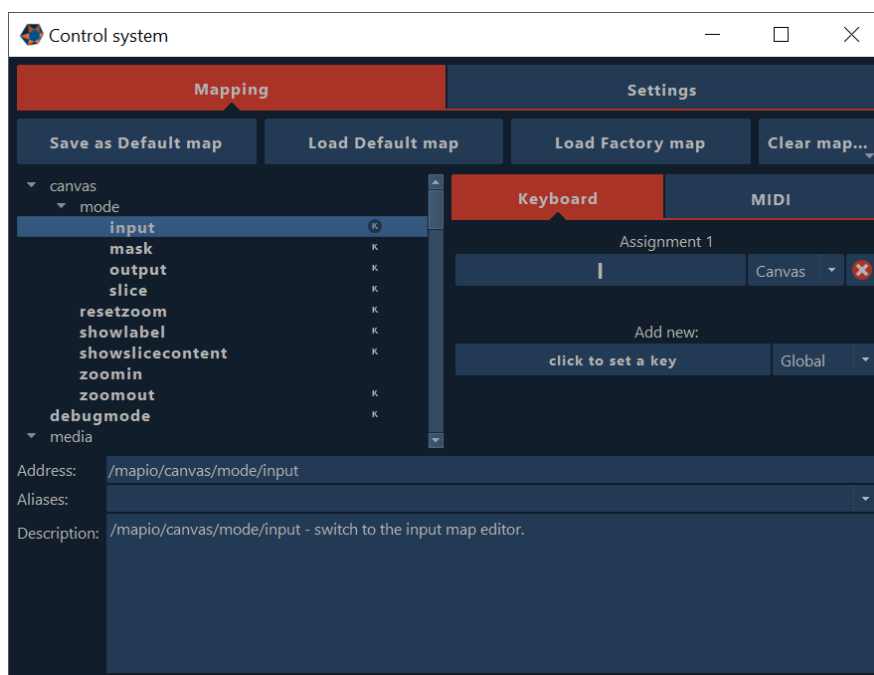 Control system
Mapping Settings
Save as Default map Load Default map Load Factory map Clear map...
canvas
mode
input K
mask K
output K
slice K
resetzoom K
showlabel K
showslicecontent K
zoomin
zoomout K
debugmode K
media
Keyboard MIDI
Assignment 1
I Canvas
Add new:
click to set a key Global
Address: /mapio/canvas/mode/input
Aliases:
Description: /mapio/canvas/mode/input - switch to the input map editor.